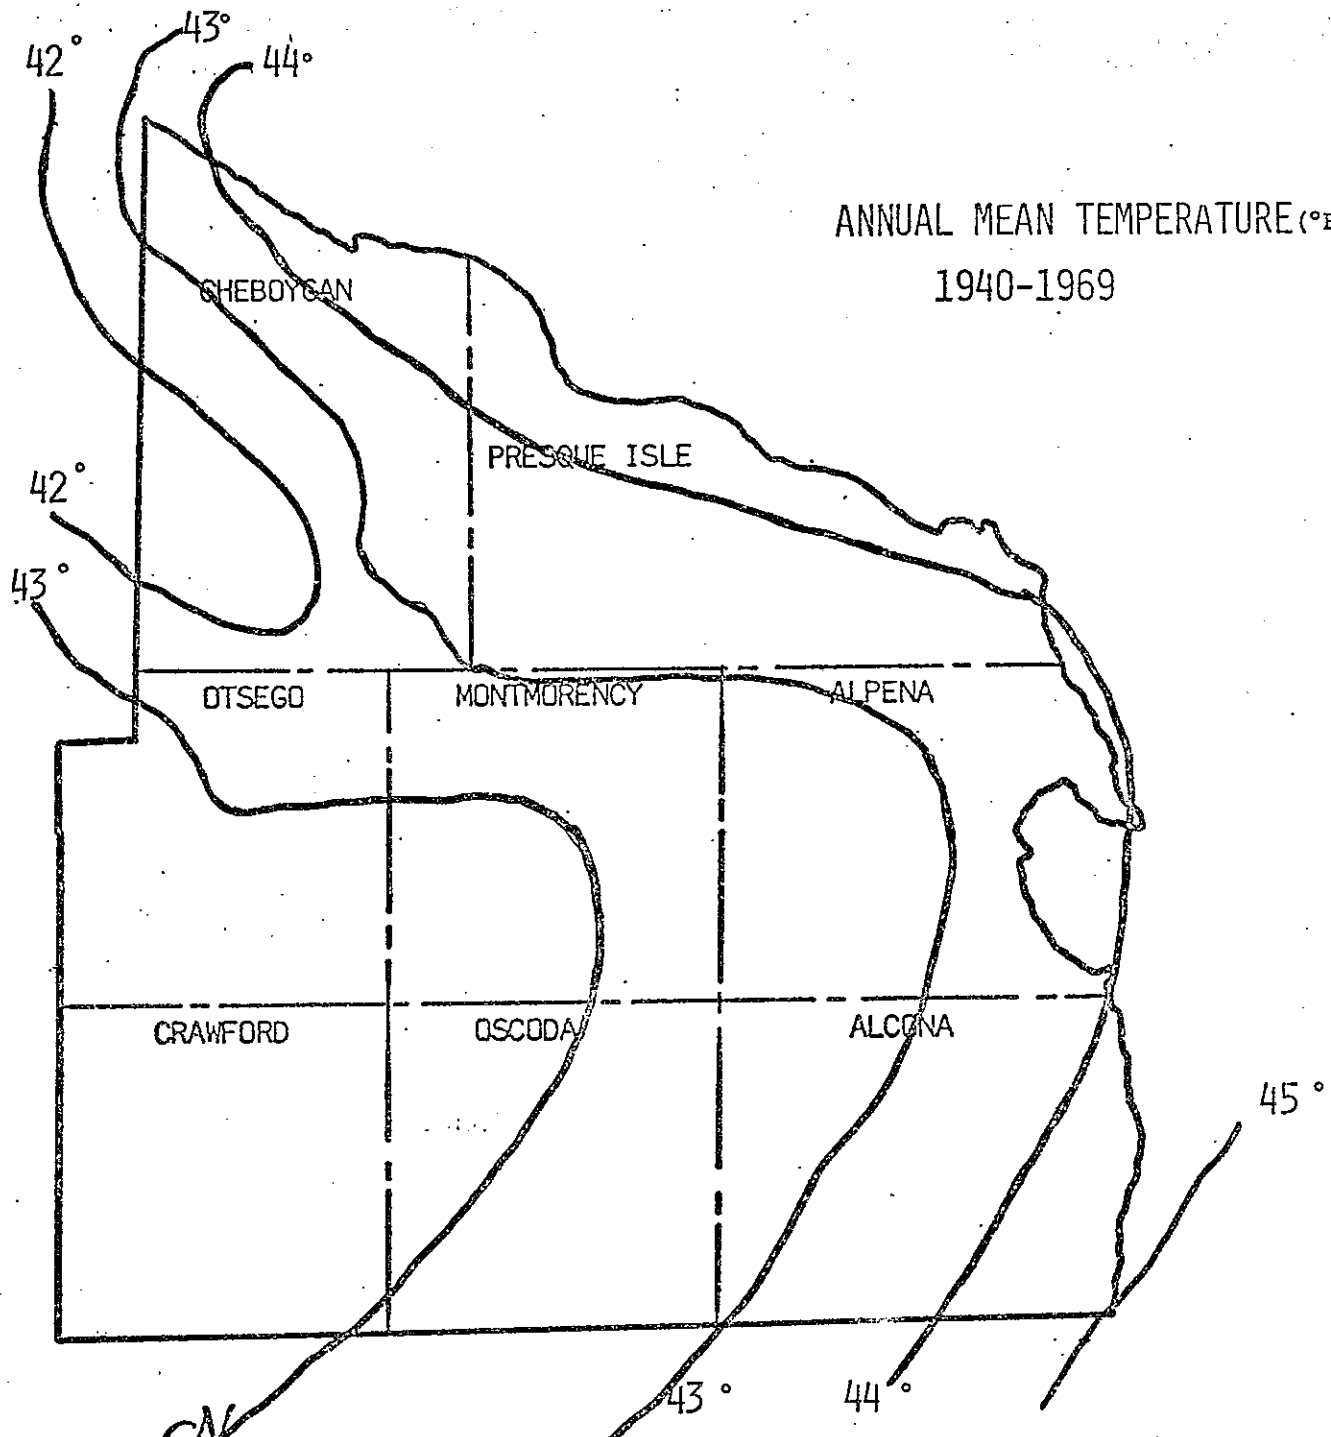 43°
42°
44°
ANNUAL MEAN TEMPERATURE (°F
1940-1969
CHEBOYGAN
PRESQUE ISLE
42°
43°
OTSEGO
MONTMORENCY
ALPENA
CRAWFORD
OSCODA
ALCONA
45°
43°
44°